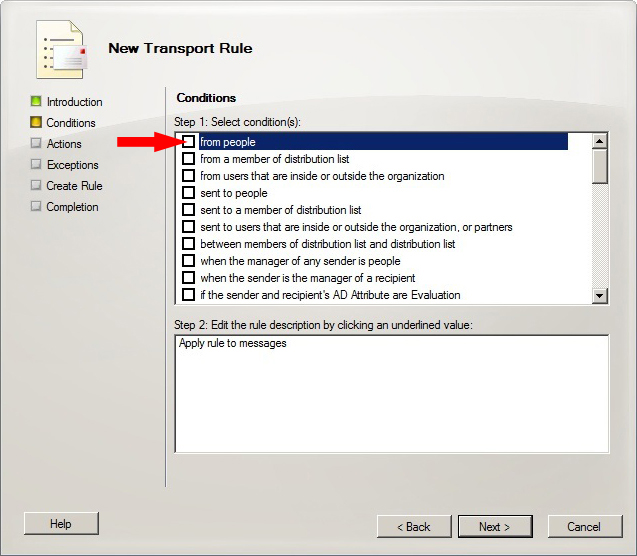 New Transport Rule
Introduction
Conditions
Actions
Exceptions
Create Rule
Completion
Conditions
Step 1: Select condition(s):
from people
from a member of distribution list
from users that are inside or outside the organization
sent to people
sent to a member of distribution list
sent to users that are inside or outside the organization, or partners
between members of distribution list and distribution list
when the manager of any sender is people
when the sender is the manager of a recipient
if the sender and recipient's AD Attribute are Evaluation
Step 2: Edit the rule description by clicking an underlined value:
Apply rule to messages
Help
< Back
Next >
Cancel